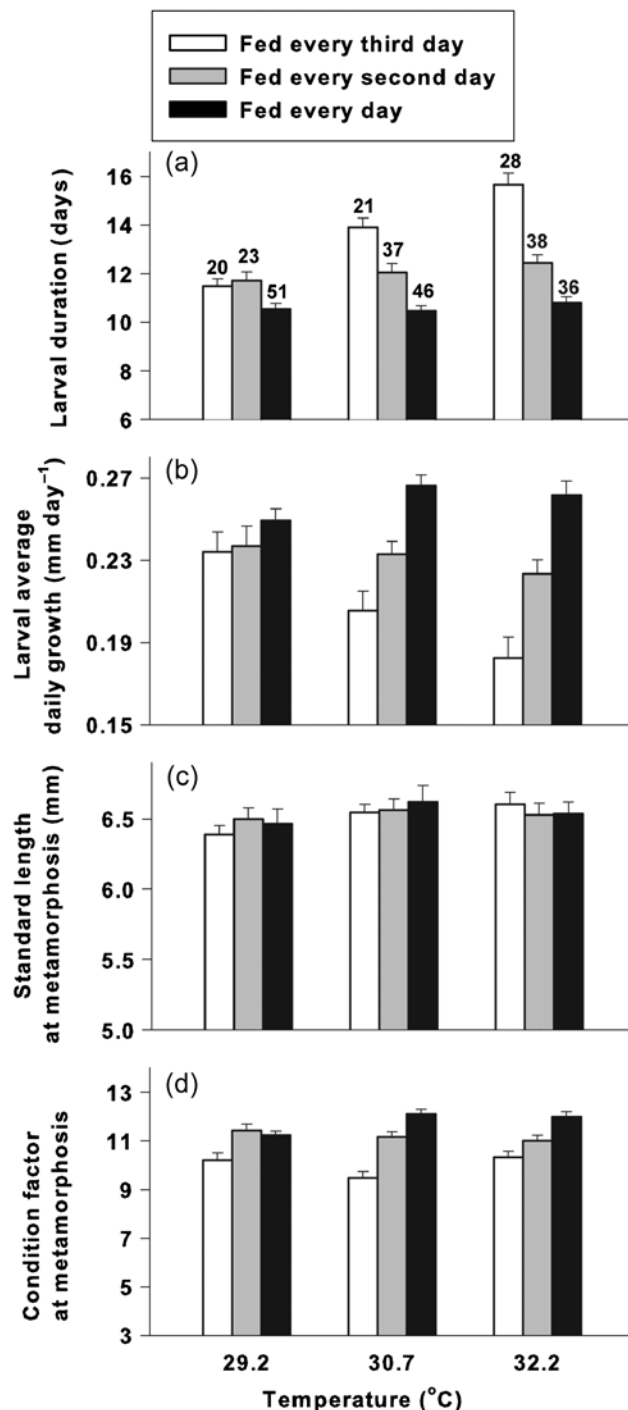 Fed every third day
Fed every second day
Fed every day
(a)
Larval duration (days)
16
14
12
10
8
6
20
23
51
21
37
46
28
38
36
(b)
Larval average
daily growth (mm day⁻¹)
0.27
0.23
0.19
0.15
(c)
Standard length
at metamorphosis (mm)
6.5
6.0
5.5
5.0
(d)
Condition factor
at metamorphosis
13
11
9
7
5
3
29.2 30.7 32.2
Temperature (°C)